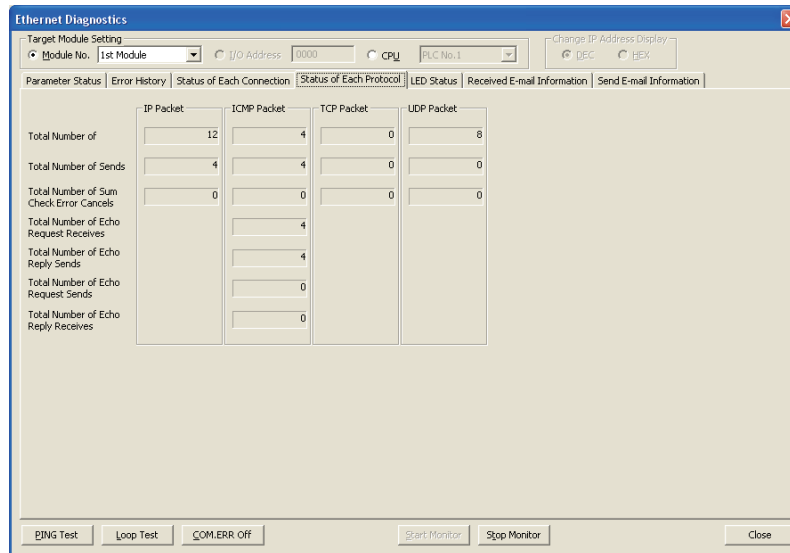 Ethernet Diagnostics
Target Module Setting
Module No. 1st Module I/O Address 0000 CPU PLC No.1
Change IP Address Display
DEC HEX
Parameter Status Error History Status of Each Connection Status of Each Protocol LED Status Received E-mail Information Send E-mail Information
IP Packet ICMP Packet TCP Packet UDP Packet
Total Number of 12 4 0 8
Total Number of Sends 4 4 0 0
Total Number of Sum
Check Error Cancels 0 0 0 0
Total Number of Echo
Request Receives 4
Total Number of Echo
Reply Sends 4
Total Number of Echo
Request Sends 0
Total Number of Echo
Reply Receives 0
PING Test Loop Test COM.ERR Off Start Monitor Stop Monitor Close